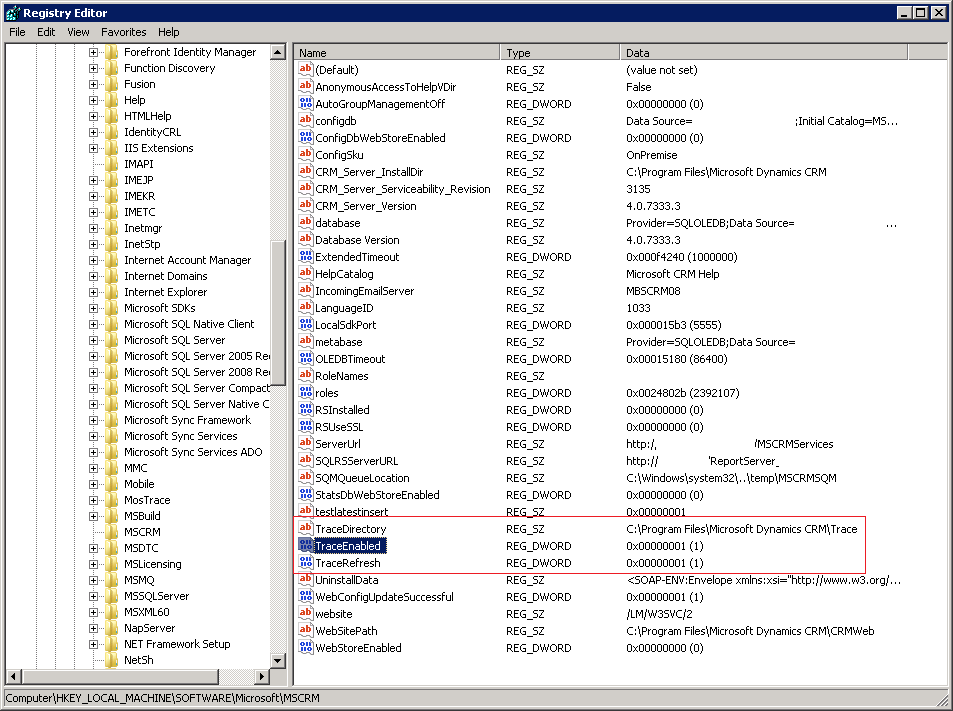 Registry Editor
File Edit View Favorites Help
Forefront Identity Manager
Function Discovery
Fusion
Help
HTMLHelp
IdentityCRL
IIS Extensions
IMAPI
IMEJP
IMEKR
IMETC
Inetmgr
InetStp
Internet Account Manager
Internet Domains
Internet Explorer
Microsoft SDKs
Microsoft SQL Native Client
Microsoft SQL Server
Microsoft SQL Server 2005 Re
Microsoft SQL Server 2008 Re
Microsoft SQL Server Compact
Microsoft SQL Server Native C
Microsoft Sync Framework
Microsoft Sync Services
Microsoft Sync Services ADO
MMC
Mobile
MosTrace
MSBuild
MSCRM
MSDTC
MSLicensing
MSMQ
MSSQLServer
MSXML60
NapServer
NET Framework Setup
NetSh
Name Type Data
(Default) REG_SZ (value not set)
AnonymousAccessToHelpVDir REG_SZ False
AutoGroupManagementOff REG_DWORD 0x00000000 (0)
configdb REG_SZ Data Source= ;Initial Catalog=MS...
ConfigDbWebStoreEnabled REG_DWORD 0x00000000 (0)
ConfigSku REG_SZ OnPremise
CRM_Server_InstallDir REG_SZ C:\Program Files\Microsoft Dynamics CRM
CRM_Server_Serviceability_Revision REG_SZ 3135
CRM_Server_Version REG_SZ 4.0.7333.3
database REG_SZ Provider=SQLOLEDB;Data Source= ...
Database Version REG_SZ 4.0.7333.3
ExtendedTimeout REG_DWORD 0x000f4240 (1000000)
HelpCatalog REG_SZ Microsoft CRM Help
IncomingEmailServer REG_SZ MBSCRM08
LanguageID REG_SZ 1033
LocalSdkPort REG_DWORD 0x000015b3 (5555)
metabase REG_SZ Provider=SQLOLEDB;Data Source=
OLEDBTimeout REG_DWORD 0x00015180 (86400)
RoleNames REG_SZ
roles REG_DWORD 0x0024802b (2392107)
RSInstalled REG_DWORD 0x00000000 (0)
RSUseSSL REG_DWORD 0x00000000 (0)
ServerUrl REG_SZ http:/, /MSCRMServices
SQLRSServerURL REG_SZ http:// 'ReportServer_
SQMQueueLocation REG_SZ C:\Windows\system32\..\temp\MSCRMSQM
StatsDbWebStoreEnabled REG_DWORD 0x00000000 (0)
testlatestinsert REG_SZ 0x00000001
TraceDirectory REG_SZ C:\Program Files\Microsoft Dynamics CRM\Trace
TraceEnabled REG_DWORD 0x00000001 (1)
TraceRefresh REG_DWORD 0x00000001 (1)
UninstallData REG_SZ <SOAP-ENV:Envelope xmlns:xsi="http://www.w3.org/...
WebConfigUpdateSuccessful REG_DWORD 0x00000001 (1)
website REG_SZ /LM/W3SVC/2
WebSitePath REG_SZ C:\Program Files\Microsoft Dynamics CRM\CRMWeb
WebStoreEnabled REG_DWORD 0x00000000 (0)
Computer\HKEY_LOCAL_MACHINE\SOFTWARE\Microsoft\MSCRM